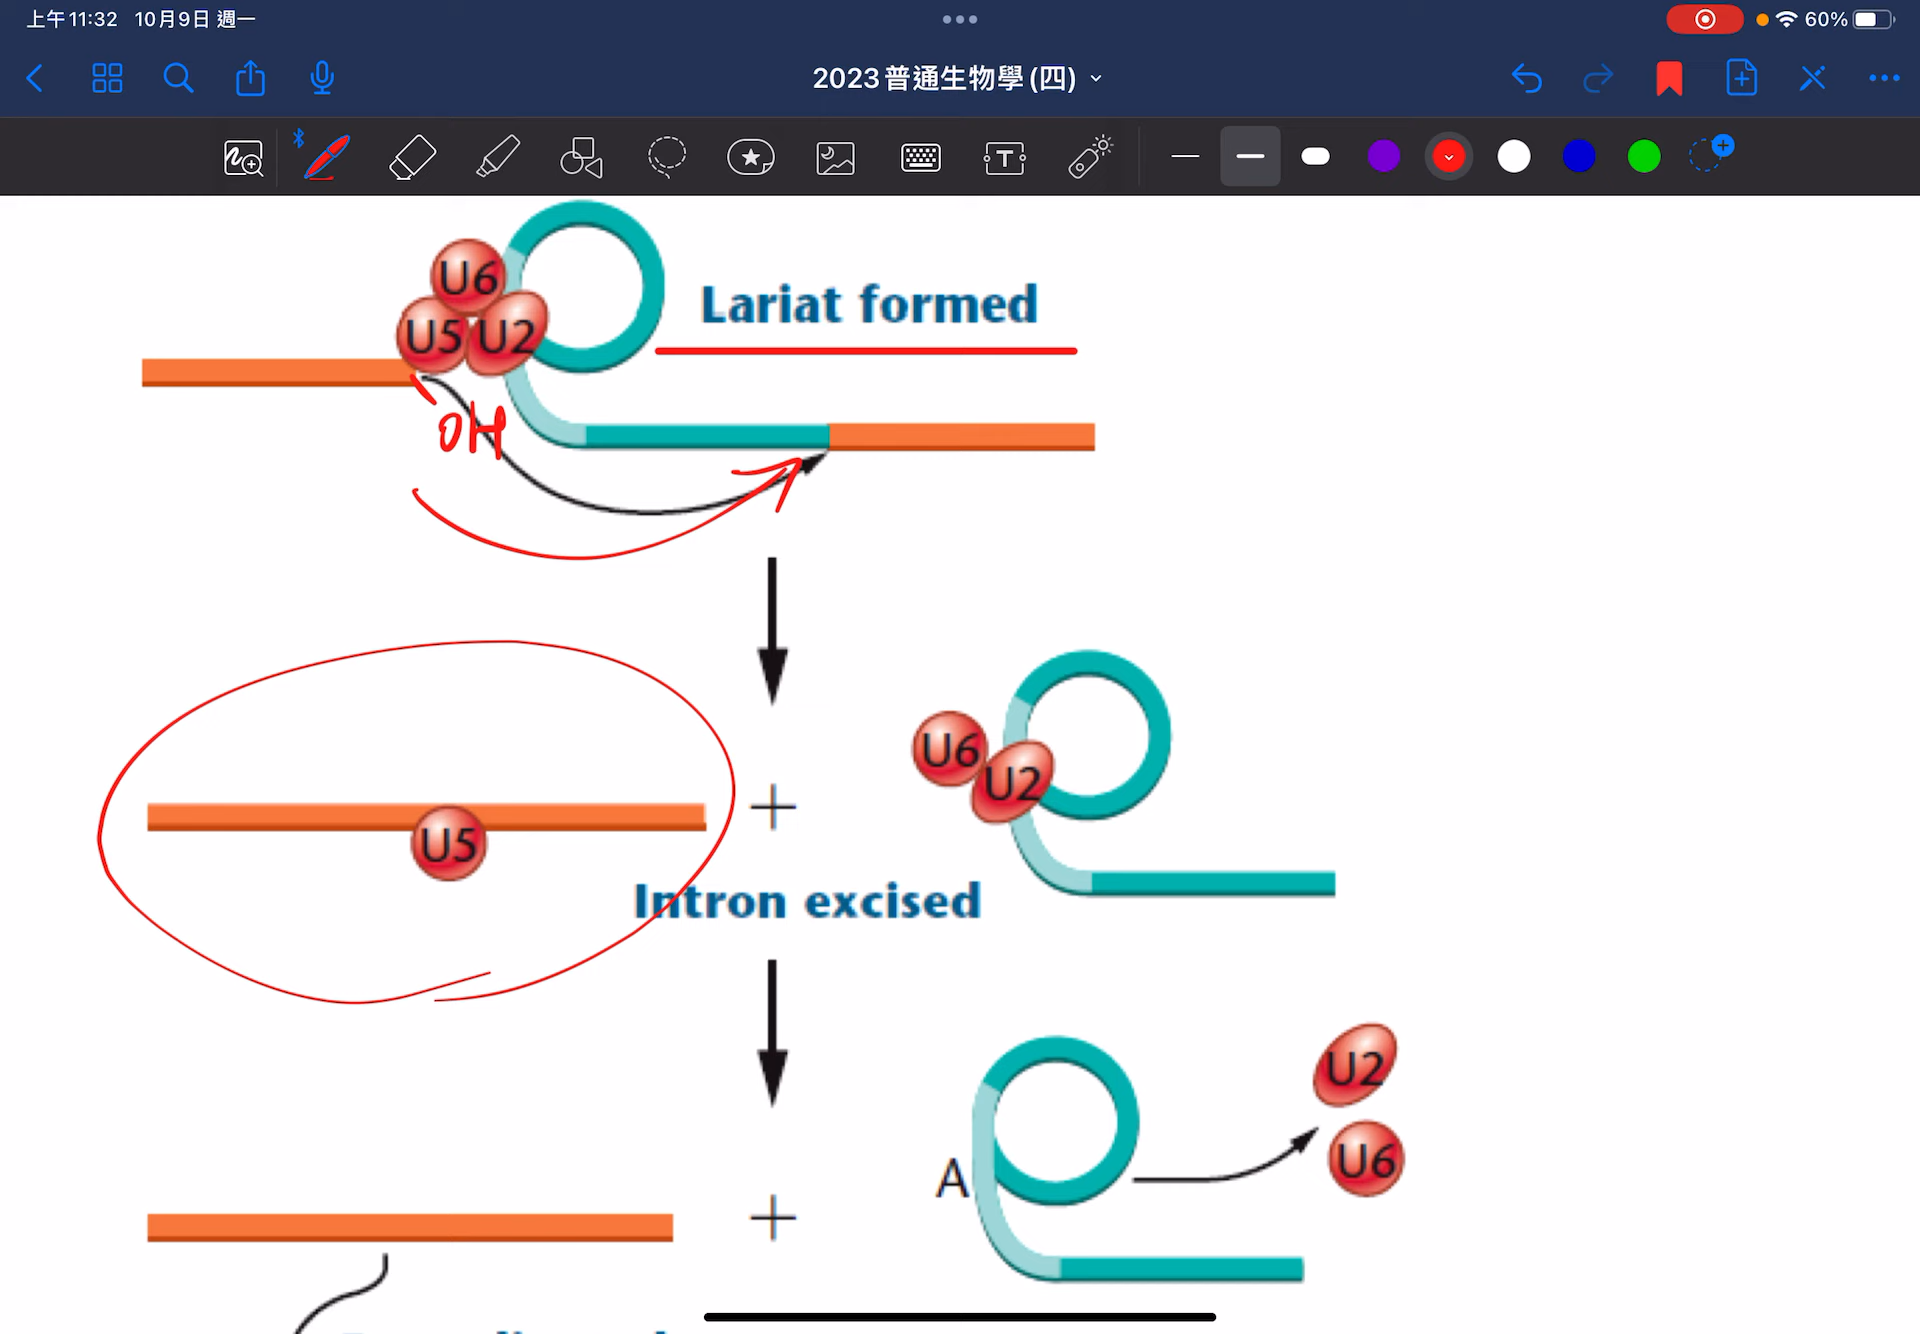 上午11:32 10月9日 週一
60%
2023普通生物學(四)
T
U6
U5 U2
Lariat formed
OH
U6
U2
U5
Intron excised
U2
U6
A